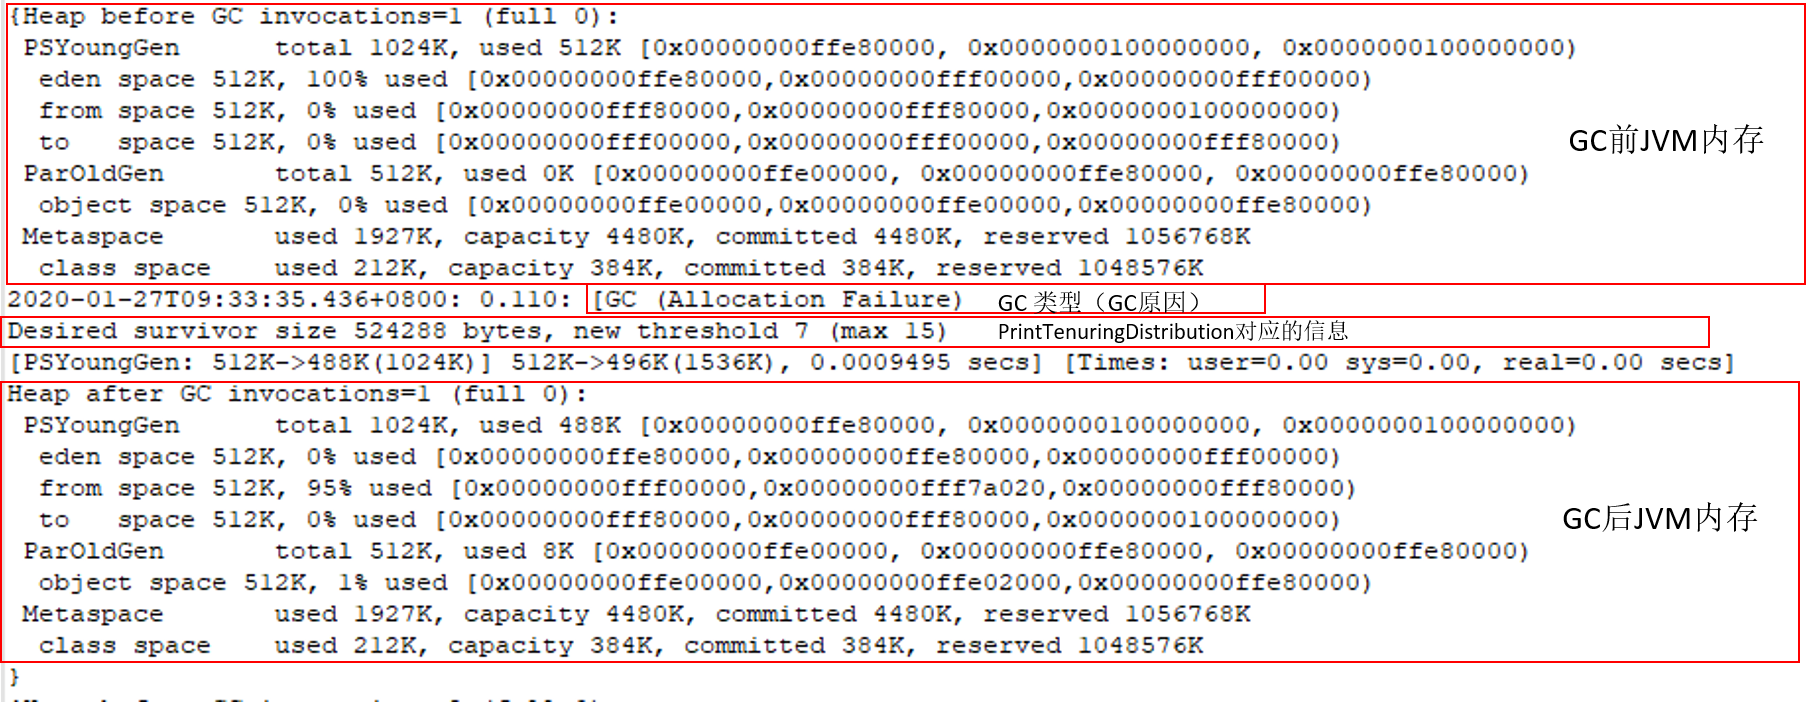 {Heap before GC invocations=1 (full 0):
PSYoungGen      total 1024K, used 512K [0x00000000ffe80000, 0x0000000100000000, 0x0000000100000000)
eden space 512K, 100% used [0x00000000ffe80000,0x00000000fff00000,0x00000000fff00000)
from space 512K, 0% used [0x00000000fff80000,0x00000000fff80000,0x0000000100000000)
to   space 512K, 0% used [0x00000000fff00000,0x00000000fff00000,0x00000000fff80000)
GC前JVM内存
ParOldGen       total 512K, used 0K [0x00000000ffe00000, 0x00000000ffe80000, 0x00000000ffe80000)
object space 512K, 0% used [0x00000000ffe00000,0x00000000ffe00000,0x00000000ffe80000)
Metaspace       used 1927K, capacity 4480K, committed 4480K, reserved 1056768K
class space    used 212K, capacity 384K, committed 384K, reserved 1048576K
2020-01-27T09:33:35.436+0800: 0.110: [GC (Allocation Failure) GC 类型（GC原因）
Desired survivor size 524288 bytes, new threshold 7 (max 15) PrintTenuringDistribution对应的信息
[PSYoungGen: 512K->488K(1024K)] 512K->496K(1536K), 0.0009495 secs] [Times: user=0.00 sys=0.00, real=0.00 secs]
Heap after GC invocations=1 (full 0):
PSYoungGen      total 1024K, used 488K [0x00000000ffe80000, 0x0000000100000000, 0x0000000100000000)
eden space 512K, 0% used [0x00000000ffe80000,0x00000000ffe80000,0x00000000fff00000)
from space 512K, 95% used [0x00000000fff00000,0x00000000fff7a020,0x00000000fff80000)
to   space 512K, 0% used [0x00000000fff80000,0x00000000fff80000,0x0000000100000000)
GC后JVM内存
ParOldGen       total 512K, used 8K [0x00000000ffe00000, 0x00000000ffe80000, 0x00000000ffe80000)
object space 512K, 1% used [0x00000000ffe00000,0x00000000ffe02000,0x00000000ffe80000)
Metaspace       used 1927K, capacity 4480K, committed 4480K, reserved 1056768K
class space    used 212K, capacity 384K, committed 384K, reserved 1048576K
}